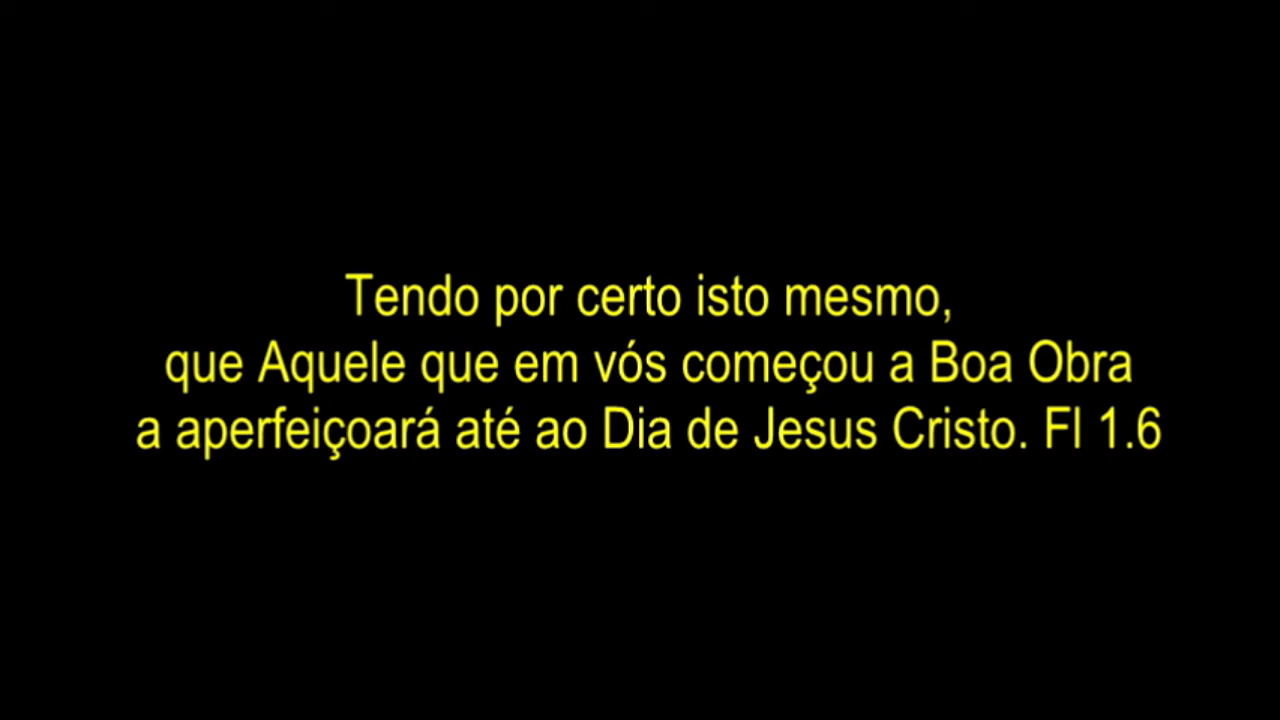 Tendo por certo isto mesmo,
que Aquele que em vós começou a Boa Obra
a aperfeiçoará até ao Dia de Jesus Cristo. Fl 1.6